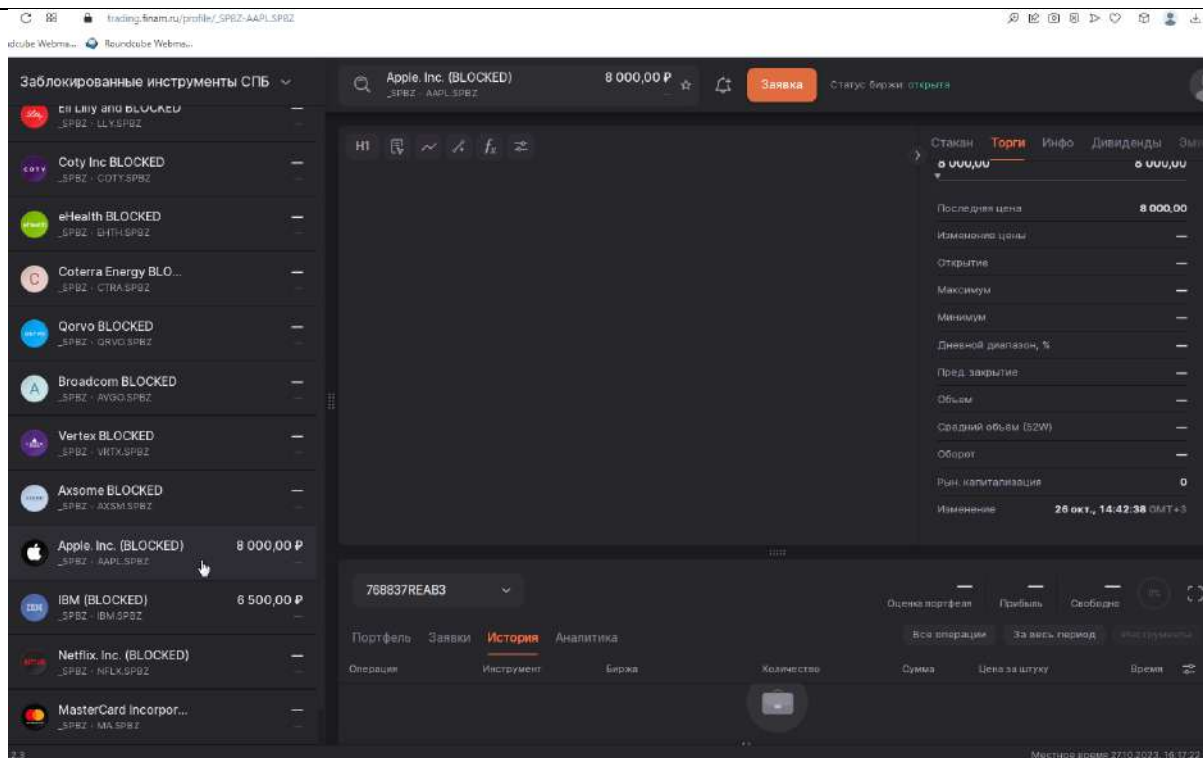 trading.finam.ru/profile/_SPBZ-AAPL.SPBZ
Roundcube Webma...
Заблокированные инструменты СПБ
Eli Lilly and BLOCKED
_SPBZ · LLY.SPBZ
Coty Inc BLOCKED
_SPBZ · COTY.SPBZ
eHealth BLOCKED
_SPBZ · EHTH.SPBZ
Coterra Energy BLO...
_SPBZ · CTRA.SPBZ
Qorvo BLOCKED
_SPBZ · QRVO.SPBZ
Broadcom BLOCKED
_SPBZ · AVGO.SPBZ
Vertex BLOCKED
_SPBZ · VRTX.SPBZ
Axsome BLOCKED
_SPBZ · AXSM.SPBZ
Apple. Inc. (BLOCKED) 8 000,00 ₽
_SPBZ · AAPL.SPBZ
IBM (BLOCKED) 6 500,00 ₽
_SPBZ · IBM.SPBZ
Netflix. Inc. (BLOCKED)
_SPBZ · NFLX.SPBZ
MasterCard Incorpor...
_SPBZ · MA.SPBZ
Apple. Inc. (BLOCKED) 8 000,00 ₽
_SPBZ · AAPL.SPBZ
Заявка
Статус биржи: открыта
H1
Стакан Торги Инфо Дивиденды
8 000,00 8 000,00
Последняя цена 8 000,00
Изменение цены —
Открытие —
Максимум —
Минимум —
Дневной диапазон, % —
Пред. закрытие —
Объём —
Средний объём (52W) —
Оборот —
Рын. капитализация 0
Изменение 26 окт., 14:42:38 GMT+3
768837REAB3
Оценка портфеля Прибыль Свободно
0%
Портфель Заявки История Аналитика
Все операции За весь период Инструменты
Операция Инструмент Биржа Количество Сумма Цена за штуку Время
Местное время 27.10.2023, 16:17:22